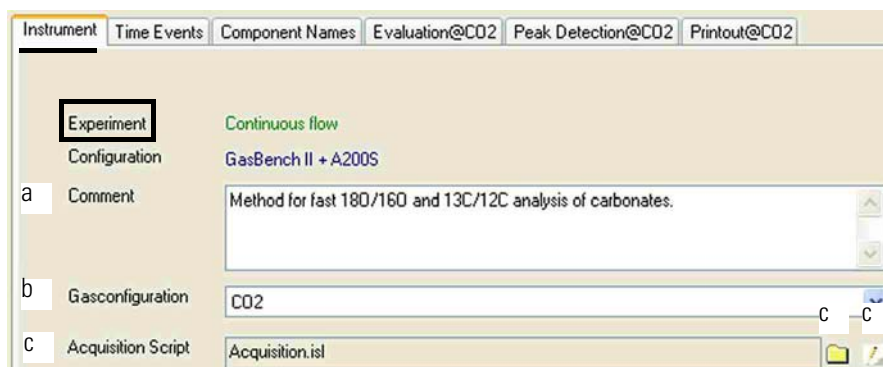 Instrument Time Events Component Names Evaluation@CO2 Peak Detection@CO2 Printout@CO2
Experiment Continuous flow
Configuration GasBench II + A200S
a Comment Method for fast 18O/16O and 13C/12C analysis of carbonates.
b Gasconfiguration CO2
c c
c Acquisition Script Acquisition.isl